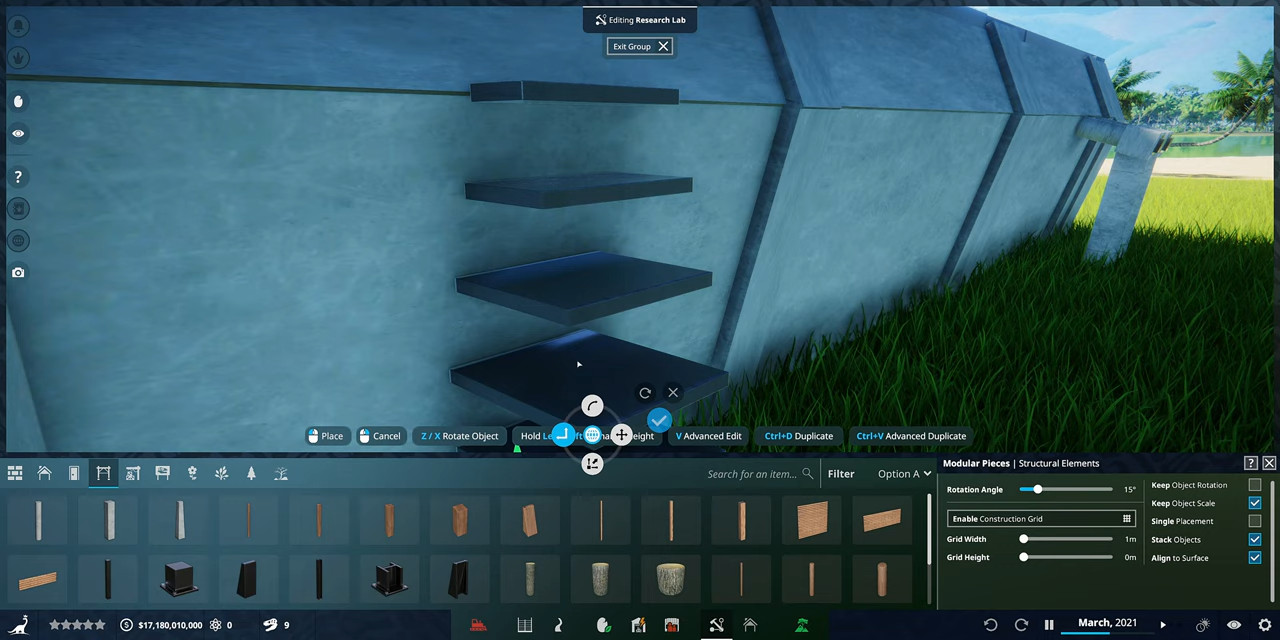 Editing Research Lab
Exit Group
Place
Cancel
Z / X Rotate Object
Hold
V Advanced Edit
Ctrl+D Duplicate
Ctrl+V Advanced Duplicate
Search for an item...
Filter
Option A
Modular Pieces | Structural Elements
?
Rotation Angle
15°
Enable Construction Grid
Grid Width
1m
Grid Height
0m
Keep Object Rotation
Keep Object Scale
Single Placement
Stack Objects
Align to Surface
$17,180,010,000
0
9
March, 2021